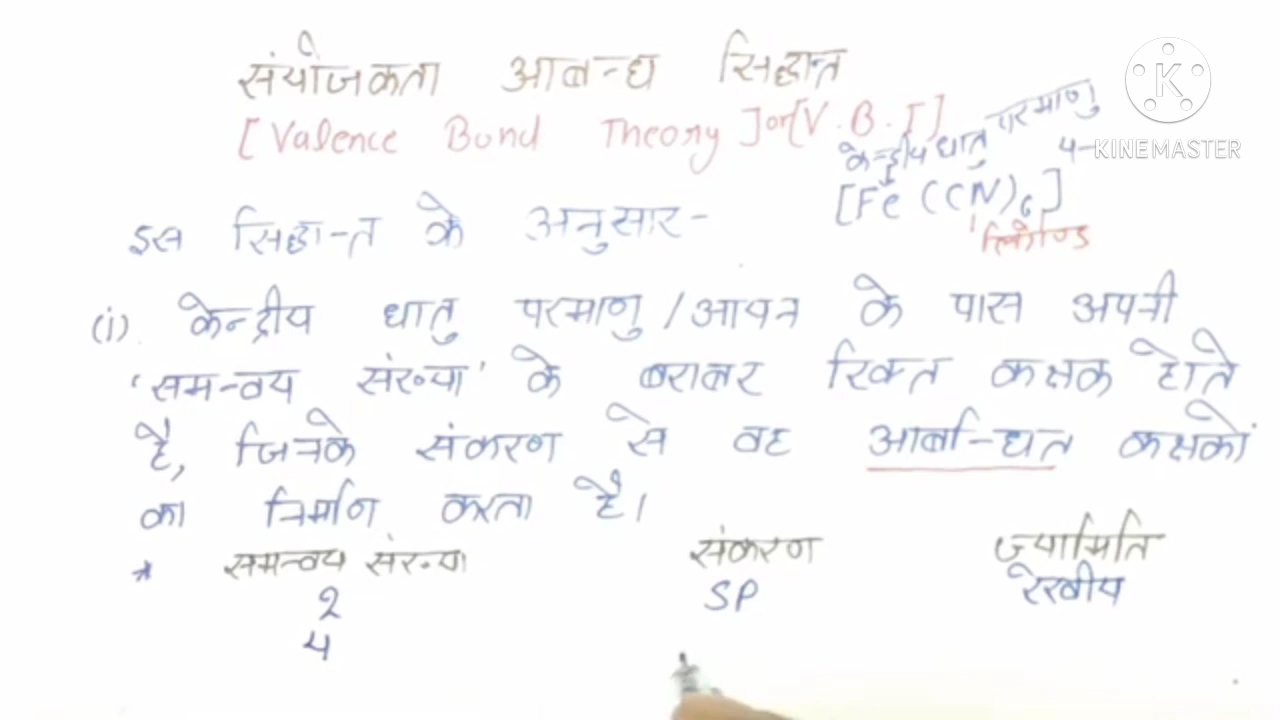 संयोजकता आबन्ध सिद्धान्त
[Valence Bond Theory] or [V.B.T]
केन्द्रीय धातु परमाणु
4-
[Fe (CN)6]
लिगेण्ड
इस सिद्धान्त के अनुसार -
(i) केन्द्रीय धातु परमाणु / आयन के पास अपनी
'समन्वय संख्या' के बराबर रिक्त कक्षक होते
है, जिनके संकरण से वह आबन्धित कक्षकों
का निर्माण करता है।
* समन्वय संख्या संकरण ज्यामिति
2 SP रेखीय
4
K
KINEMASTER